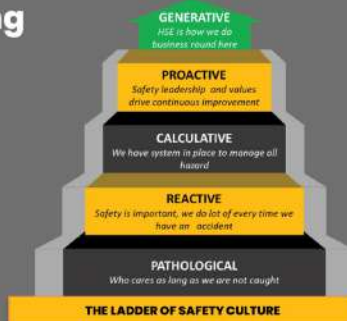 GENERATIVE
HSE is how we do
business round here
PROACTIVE
Safety leadership and values
drive continuous improvement
CALCULATIVE
We have system in place to manage all
hazard
REACTIVE
Safety is important, we do lot of every time we
have an accident
PATHOLOGICAL
Who cares as long as we are not caught
THE LADDER OF SAFETY CULTURE